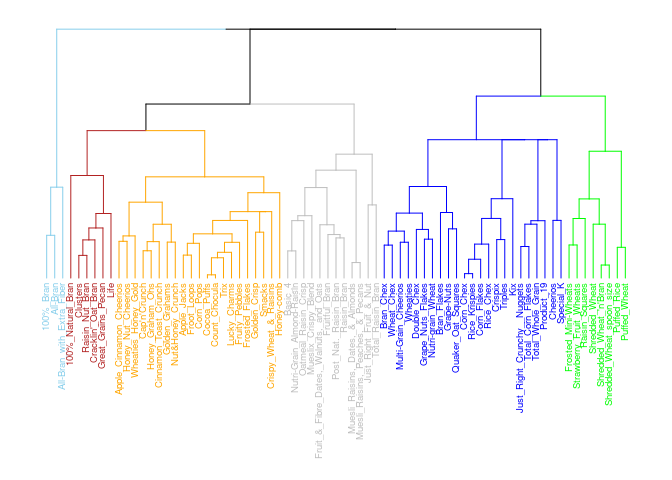 100%_Bran
All-Bran
All-Bran_with_Extra_Fiber
100%_Natural_Bran
Clusters
Raisin_Nut_Bran
Cracklin'_Oat_Bran
Great_Grains_Pecan
Life
Apple_Cinnamon_Cheerios
Honey_Nut_Cheerios
Wheaties_Honey_Gold
Cap'n'Crunch
Honey_Graham_Ohs
Cinnamon_Toast_Crunch
Golden_Grahams
Nut&Honey_Crunch
Apple_Jacks
Froot_Loops
Corn_Pops
Cocoa_Puffs
Count_Chocula
Trix
Lucky_Charms
Fruity_Pebbles
Frosted_Flakes
Golden_Crisp
Smacks
Crispy_Wheat_&_Raisins
Honey-comb
Basic_4
Nutri-Grain_Almond-Raisin
Oatmeal_Raisin_Crisp
Mueslix_Crispy_Blend
Fruit_&_Fibre_Dates,_Walnuts,_and_Oats
Fruitful_Bran
Post_Nat._Raisin_Bran
Raisin_Bran
Muesli_Raisins,_Dates,_&_Almonds
Muesli_Raisins,_Peaches,_&_Pecans
Just_Right_Fruit_&_Nut
Total_Raisin_Bran
Bran_Chex
Wheat_Chex
Multi-Grain_Cheerios
Wheaties
Double_Chex
Grape_Nuts_Flakes
Nutri-grain_Wheat
Bran_Flakes
Grape-Nuts
Quaker_Oat_Squares
Corn_Chex
Rice_Krispies
Corn_Flakes
Rice_Chex
Crispix
Triples
Kix
Just_Right_Crunchy__Nuggets
Total_Corn_Flakes
Total_Whole_Grain
Product_19
Cheerios
Special_K
Frosted_Mini-Wheats
Strawberry_Fruit_Wheats
Raisin_Squares
Shredded_Wheat
Shredded_Wheat_'n'Bran
Shredded_Wheat_spoon_size
Puffed_Rice
Puffed_Wheat